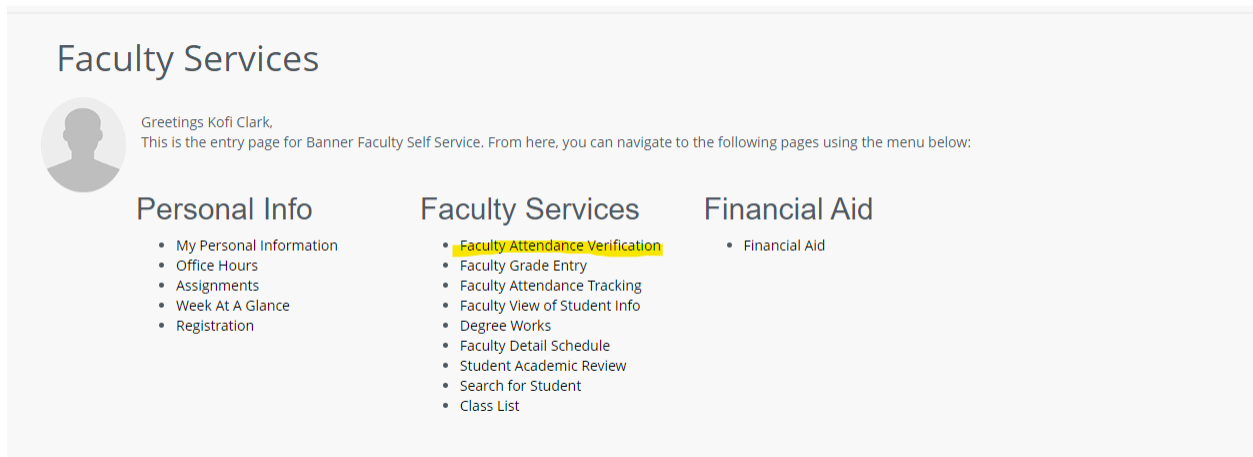 Faculty Services
Greetings Kofi Clark,
This is the entry page for Banner Faculty Self Service. From here, you can navigate to the following pages using the menu below:
Personal Info
My Personal Information
Office Hours
Assignments
Week At A Glance
Registration
Faculty Services
Faculty Attendance Verification
Faculty Grade Entry
Faculty Attendance Tracking
Faculty View of Student Info
Degree Works
Faculty Detail Schedule
Student Academic Review
Search for Student
Class List
Financial Aid
Financial Aid